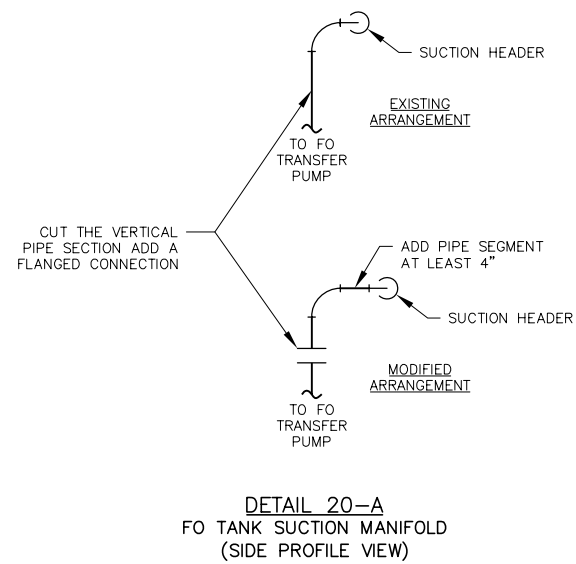 SUCTION HEADER
EXISTING
ARRANGEMENT
TO FO
TRANSFER
PUMP
CUT THE VERTICAL
PIPE SECTION ADD A
FLANGED CONNECTION
ADD PIPE SEGMENT
AT LEAST 4"
SUCTION HEADER
MODIFIED
ARRANGEMENT
TO FO
TRANSFER
PUMP
DETAIL 20-A
FO TANK SUCTION MANIFOLD
(SIDE PROFILE VIEW)